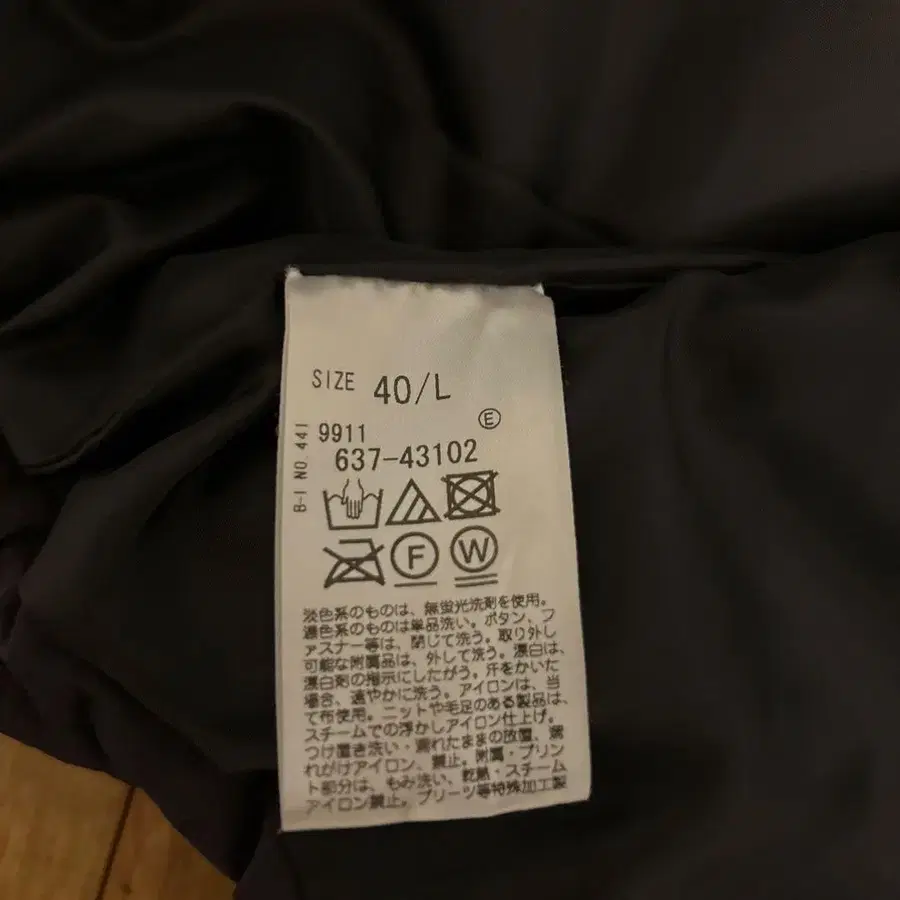 SIZE 40/L
E
B-I NO. 441
9911
637-43102
F W
淡色系のものは、無蛍光洗剤を使用。
濃色系のものは単品洗い。ボタン、フ
ァスナー等は、閉じて洗う。取り外し
可能な附属品は、外して洗う。漂白は、
漂白剤の指示にしたがう。汗をかいた
場合、速やかに洗う。アイロンは、当
て布使用。ニットや毛足のある製品は、
スチームでの浮かしアイロン仕上げ。
つけ置き洗い・濡れたままの放置、濡
れがけアイロン、禁止。附属・プリン
ト部分は、もみ洗い、乾熱・スチーム
アイロン禁止。プリーツ等特殊加工製